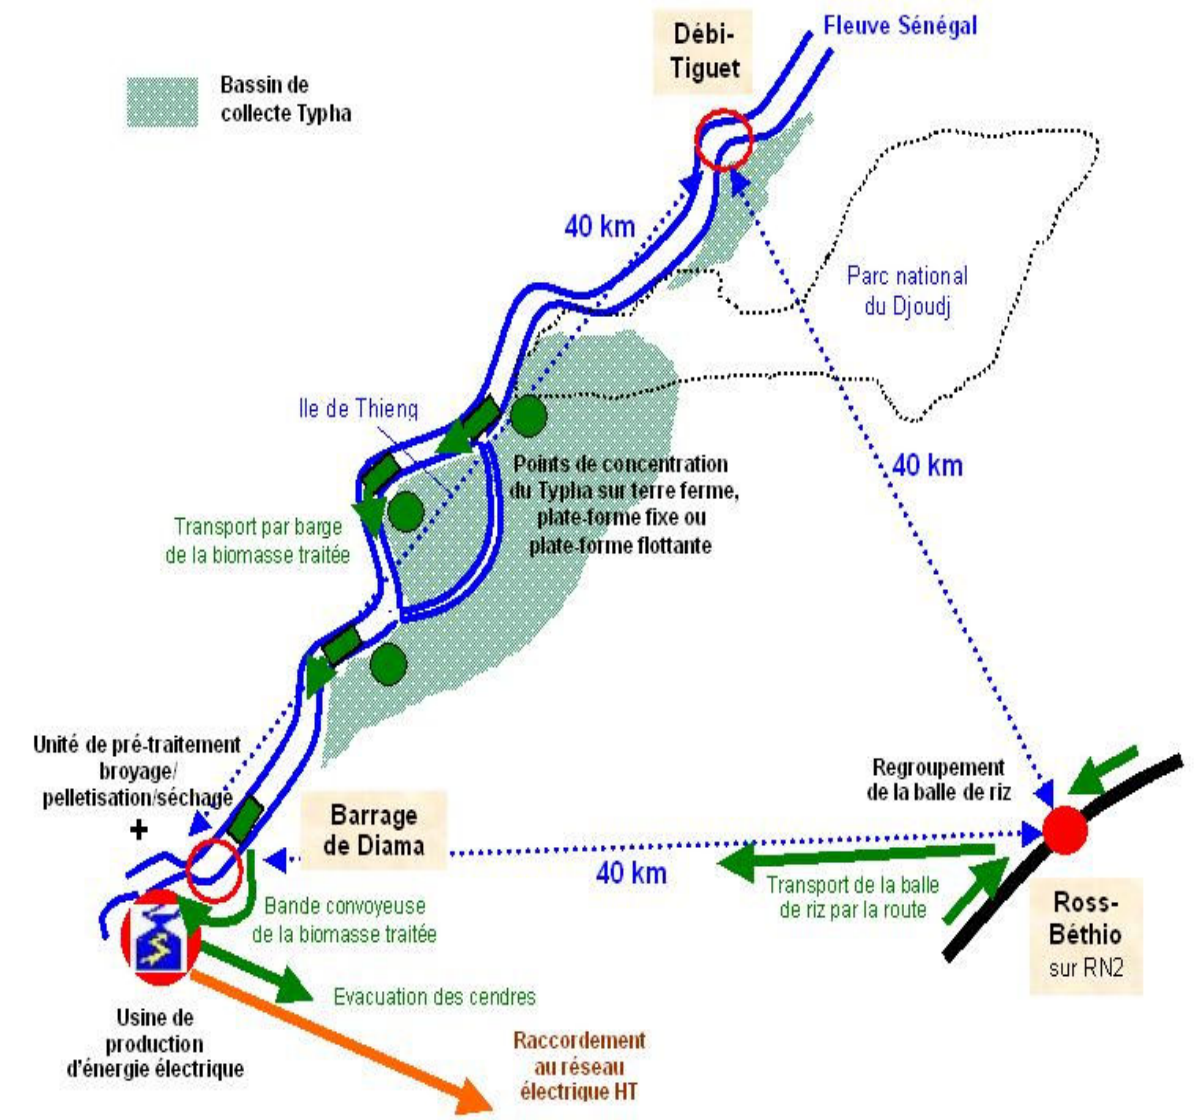 Débi-
Tiguet
Fleuve Sénégal
Bassin de
collecte Typha
40 km
Parc national
du Djoudj
Ile de Thieng
40 km
Points de concentration
du Typha sur terre ferme,
plate-forme fixe ou
plate-forme flottante
Transport par barge
de la biomasse traitée
Unité de pré-traitement
broyage/
pelletisation/séchage
+
Barrage
de Diama
Regroupement
de la balle de riz
40 km
Transport de la balle
de riz par la route
Ross-
Béthio
sur RN2
Bande convoyeuse
de la biomasse traitée
Evacuation des cendres
Usine de
production
d'énergie électrique
Raccordement
au réseau
électrique HT